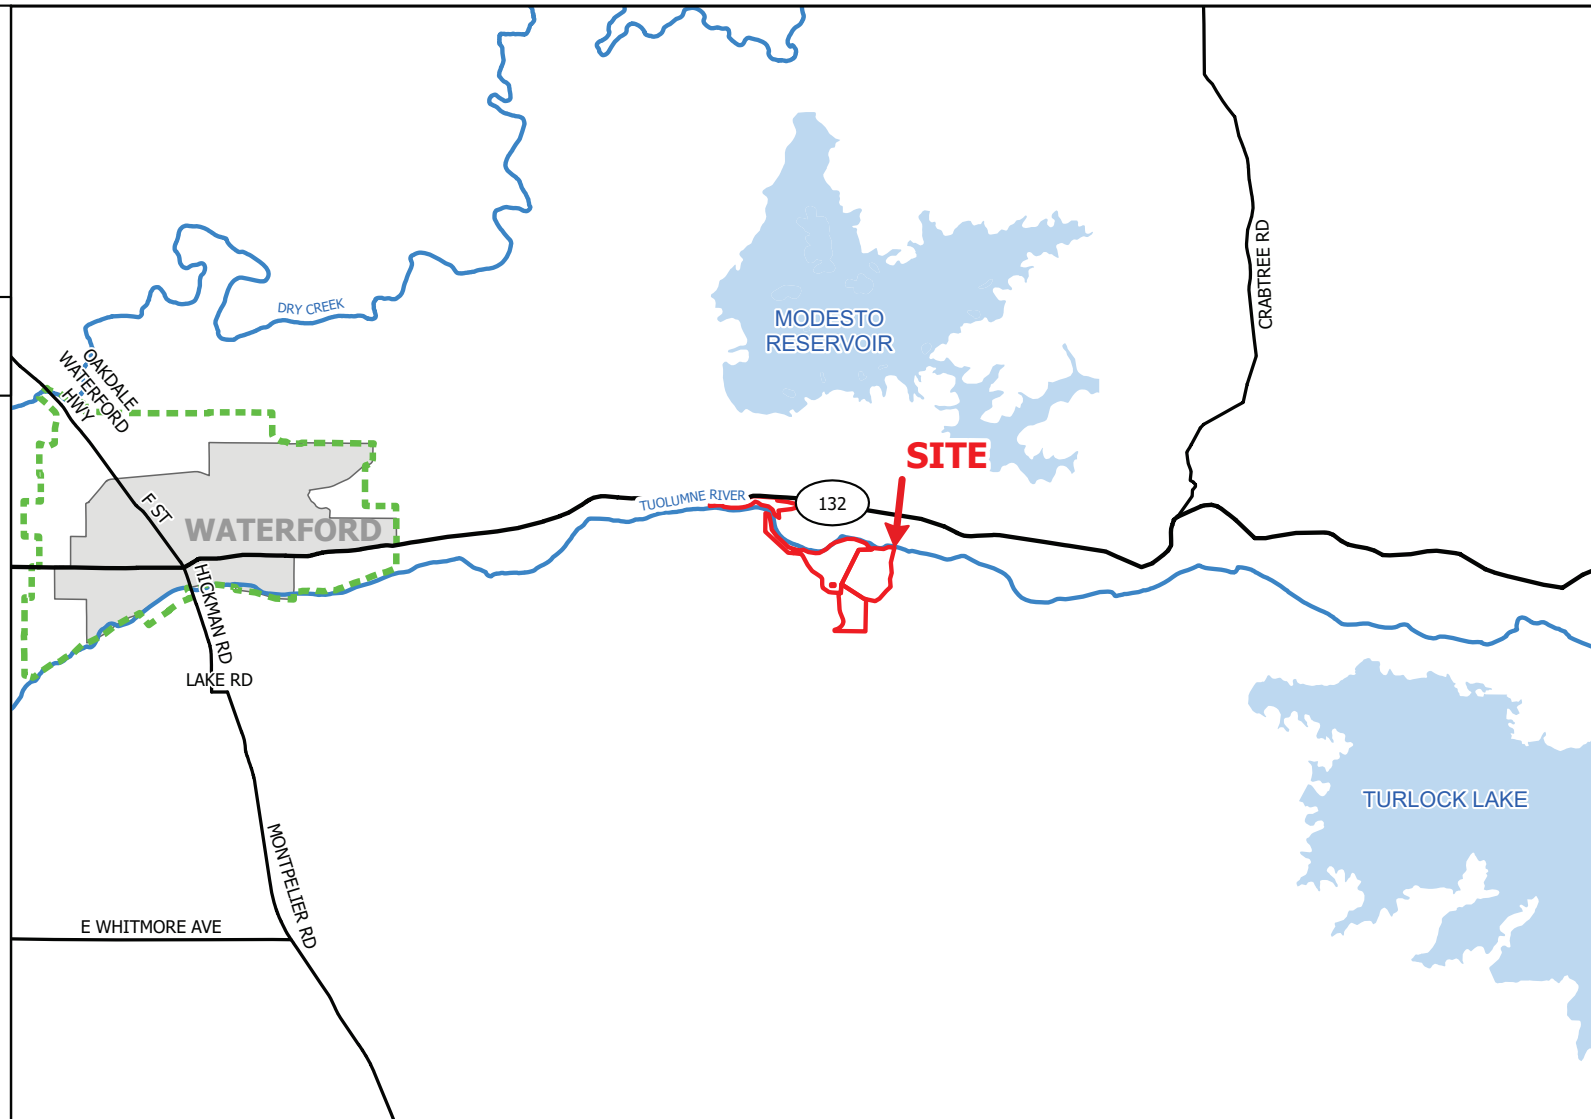 CRABTREE RD
DRY CREEK
MODESTO
RESERVOIR
OAKDALE
WATERFORD
HWY
SITE
F ST
WATERFORD
TUOLUMNE RIVER
132
HICKMAN RD
LAKE RD
TURLOCK LAKE
MONTPELIER RD
E WHITMORE AVE